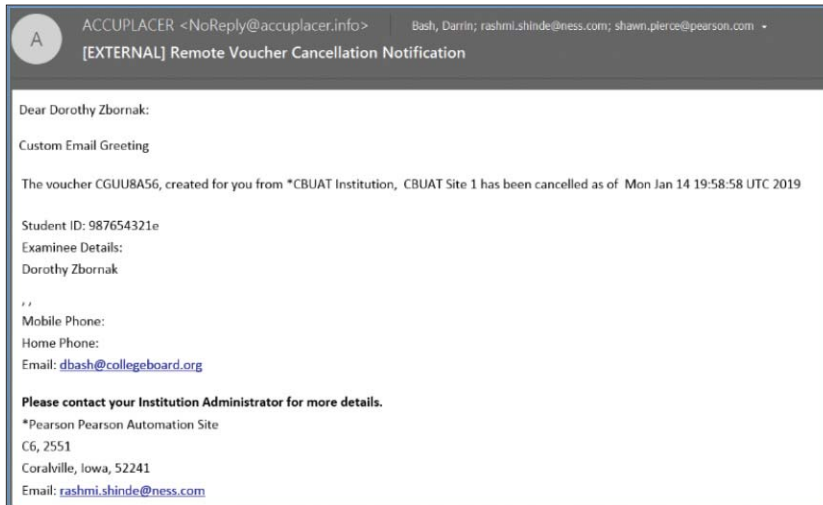 A
ACCUPLACER <NoReply@accuplacer.info> Bash, Darrin; rashmi.shinde@ness.com; shawn.pierce@pearson.com
[EXTERNAL] Remote Voucher Cancellation Notification
Dear Dorothy Zbornak:
Custom Email Greeting
The voucher CGUU8A56, created for you from *CBUAT Institution, CBUAT Site 1 has been cancelled as of Mon Jan 14 19:58:58 UTC 2019
Student ID: 987654321e
Examinee Details:
Dorothy Zbornak
, ,
Mobile Phone:
Home Phone:
Email: dbash@collegeboard.org
Please contact your Institution Administrator for more details.
*Pearson Pearson Automation Site
C6, 2551
Coralville, Iowa, 52241
Email: rashmi.shinde@ness.com